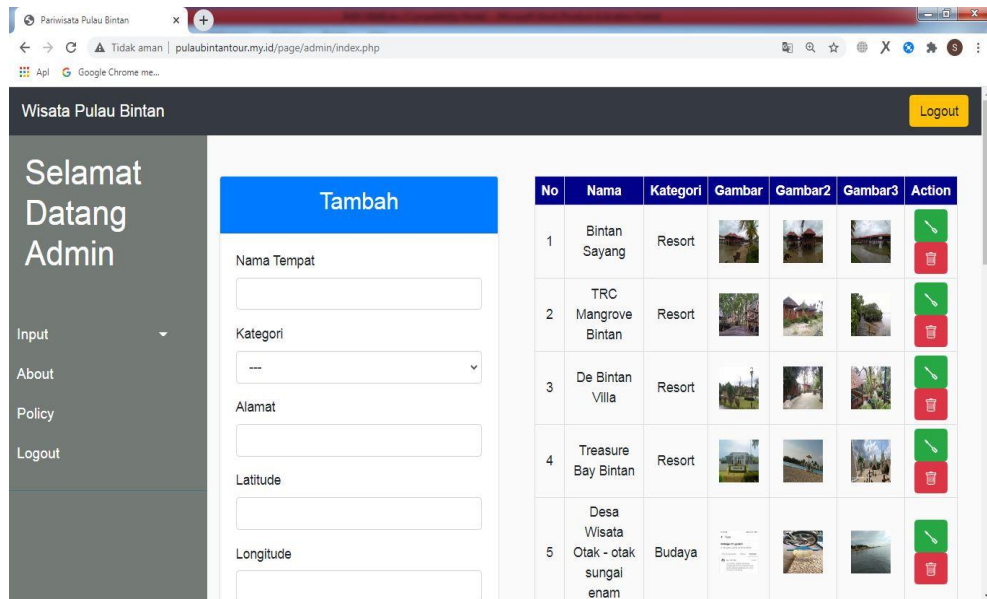 Pariwisata Pulau Bintan
Tidak aman | pulaubintantour.my.id/page/admin/index.php
Apl Google Chrome me...
Wisata Pulau Bintan
Logout
Selamat
Datang
Admin
Input
About
Policy
Logout
Tambah
Nama Tempat
Kategori
---
Alamat
Latitude
Longitude
No Nama Kategori Gambar Gambar2 Gambar3 Action
1 Bintan Sayang Resort
2 TRC Mangrove Bintan Resort
3 De Bintan Villa Resort
4 Treasure Bay Bintan Resort
5 Desa Wisata Otak - otak sungai enam Budaya